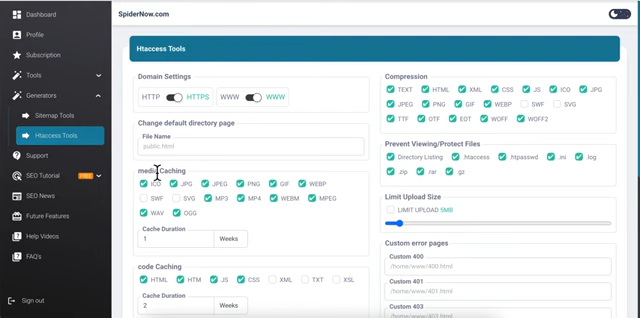 Dashboard
Profile
Subscription
Tools
Generators
Sitemap Tools
Htaccess Tools
Support
SEO Tutorial
SEO News
Future Features
Help Videos
FAQ's
Sign out
SpiderNow.com
Htaccess Tools
Domain Settings
HTTP HTTPS WWW WWW
Change default directory page
File Name
public.html
media Caching
ICO JPG JPEG PNG GIF WEBP
SWF SVG MP3 MP4 WEBM MPEG
WAV OGG
Cache Duration
1 Weeks
code Caching
HTML HTM JS CSS XML TXT XSL
Cache Duration
2 Weeks
Compression
TEXT HTML XML CSS JS ICO JPG
JPEG PNG GIF WEBP SWF SVG
TTF OTF EOT WOFF WOFF2
Prevent Viewing/Protect Files
Directory Listing .htaccess .htpasswd .ini .log
.zip .rar .gz
Limit Upload Size
LIMIT UPLOAD 5MB
Custom error pages
Custom 400
/home/www/400.html
Custom 401
/home/www/401.html
Custom 403